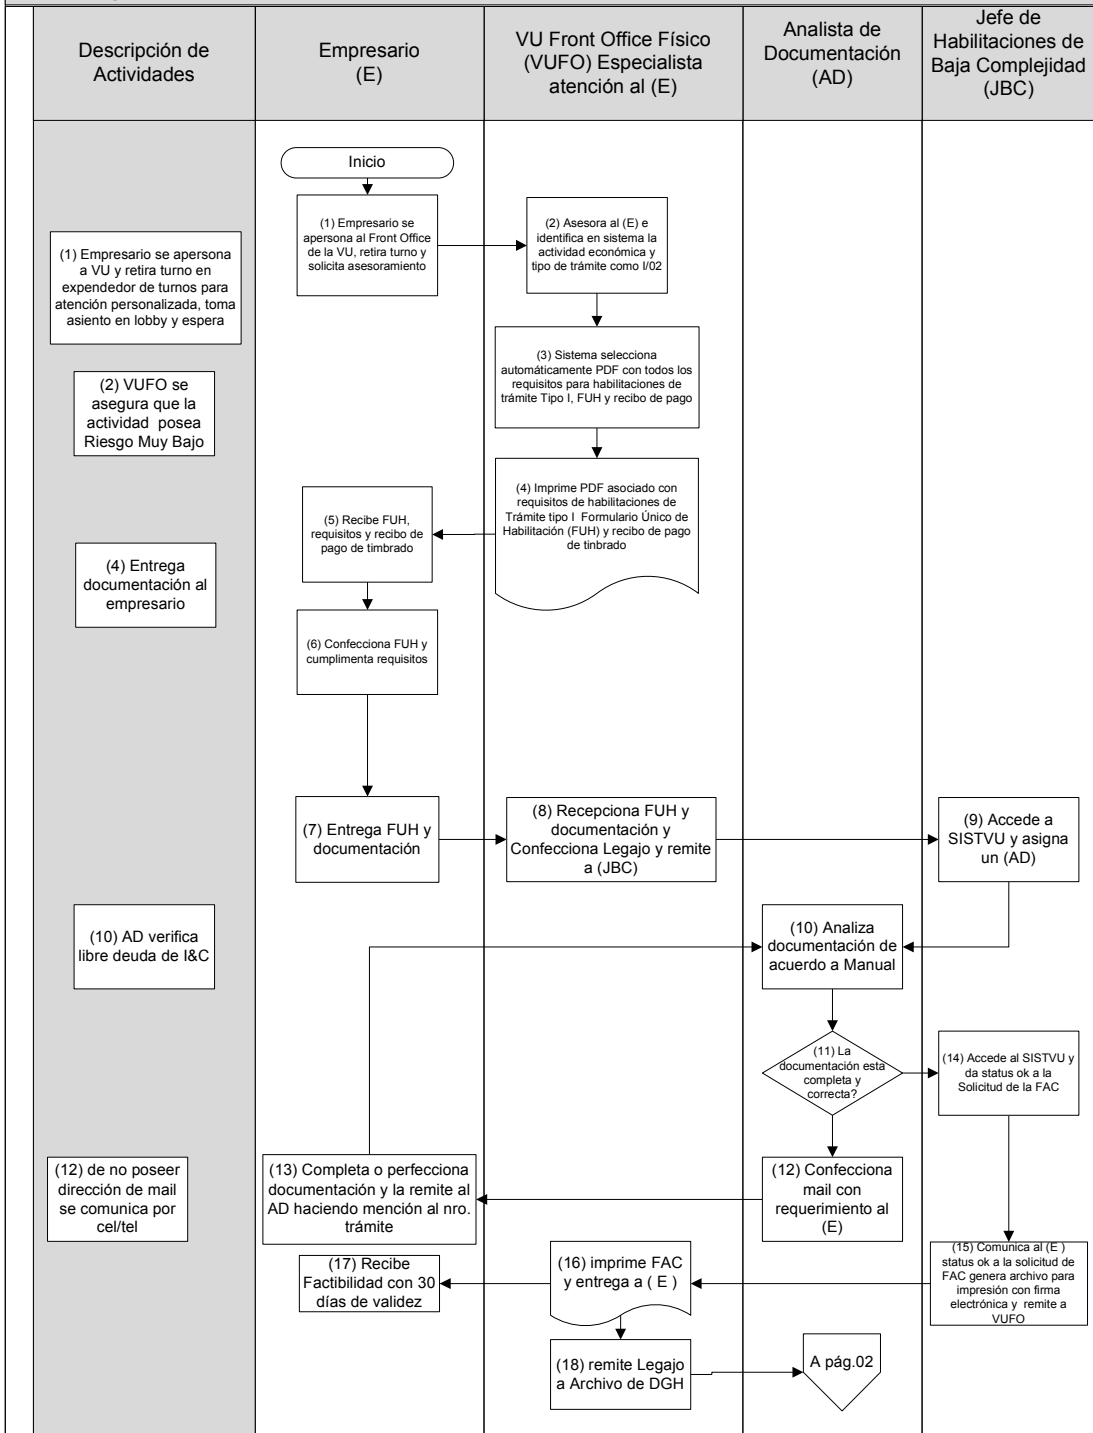 Descripción de
Actividades
Empresario
(E)
VU Front Office Físico
(VUFO) Especialista
atención al (E)
Analista de
Documentación
(AD)
Jefe de
Habilitaciones de
Baja Complejidad
(JBC)
Inicio
(1) Empresario se
apersona al Front Office
de la VU, retira turno y
solicita asesoramiento
(2) Asesora al (E) e
identifica en sistema la
actividad económica y
tipo de trámite como I/02
(1) Empresario se apersona
a VU y retira turno en
expendedor de turnos para
atención personalizada, toma
asiento en lobby y espera
(3) Sistema selecciona
automáticamente PDF con todos los
requisitos para habilitaciones de
trámite Tipo I, FUH y recibo de pago
(2) VUFO se
asegura que la
actividad posea
Riesgo Muy Bajo
(4) Imprime PDF asociado con
requisitos de habilitaciones de
Trámite tipo I Formulario Único de
Habilitación (FUH) y recibo de pago
de tinbrado
(5) Recibe FUH,
requisitos y recibo de
pago de timbrado
(4) Entrega
documentación al
empresario
(6) Confecciona FUH y
cumplimenta requisitos
(7) Entrega FUH y
documentación
(8) Recepciona FUH y
documentación y
Confecciona Legajo y remite
a (JBC)
(9) Accede a
SISTVU y asigna
un (AD)
(10) AD verifica
libre deuda de I&C
(10) Analiza
documentación de
acuerdo a Manual
(11) La
documentación esta
completa y
correcta?
(14) Accede al SISTVU y
da status ok a la
Solicitud de la FAC
(12) de no poseer
dirección de mail
se comunica por
cel/tel
(13) Completa o perfecciona
documentación y la remite al
AD haciendo mención al nro.
trámite
(12) Confecciona
mail con
requerimiento al
(E)
(15) Comunica al (E )
status ok a la solicitud de
FAC genera archivo para
impresión con firma
electrónica y remite a
VUFO
(16) imprime FAC
y entrega a ( E )
(17) Recibe
Factibilidad con 30
días de validez
(18) remite Legajo
a Archivo de DGH
A pág.02